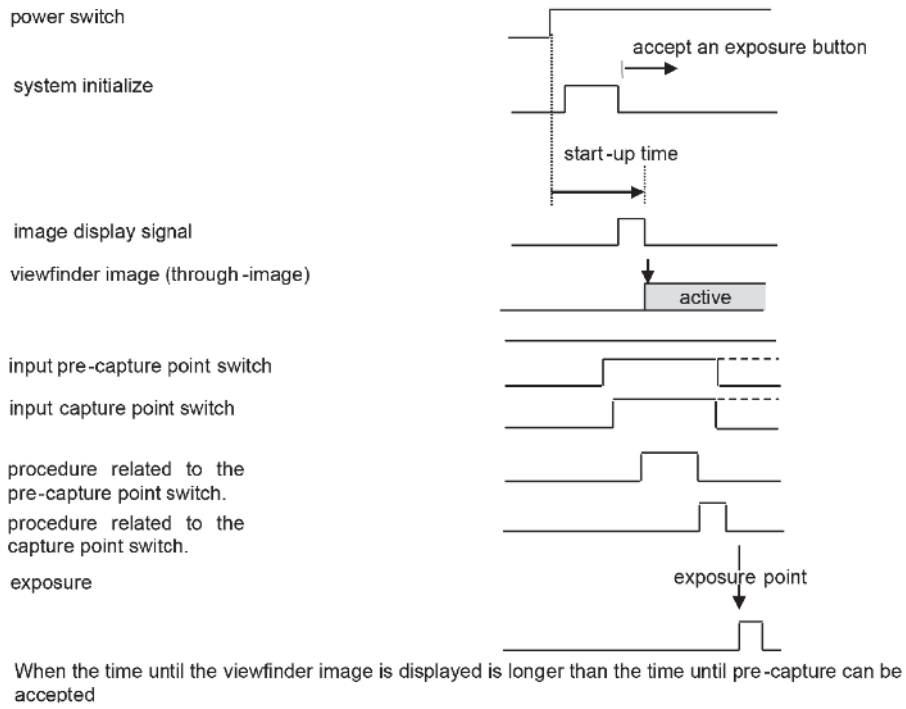 power switch
accept an exposure button
system initialize
start-up time
image display signal
viewfinder image (through-image)
active
input pre-capture point switch
input capture point switch
procedure related to the
pre-capture point switch.
procedure related to the
capture point switch.
exposure point
exposure
When the time until the viewfinder image is displayed is longer than the time until pre-capture can be
accepted